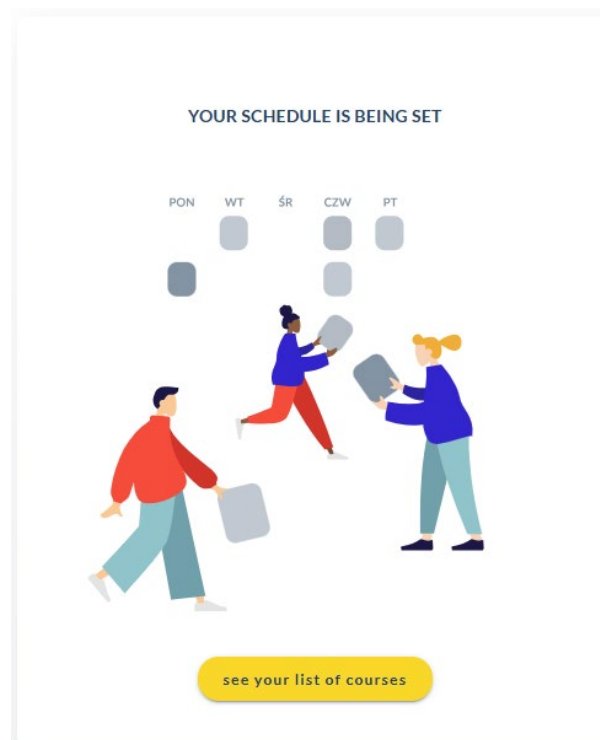 YOUR SCHEDULE IS BEING SET
PON WT ŚR CZW PT
see your list of courses